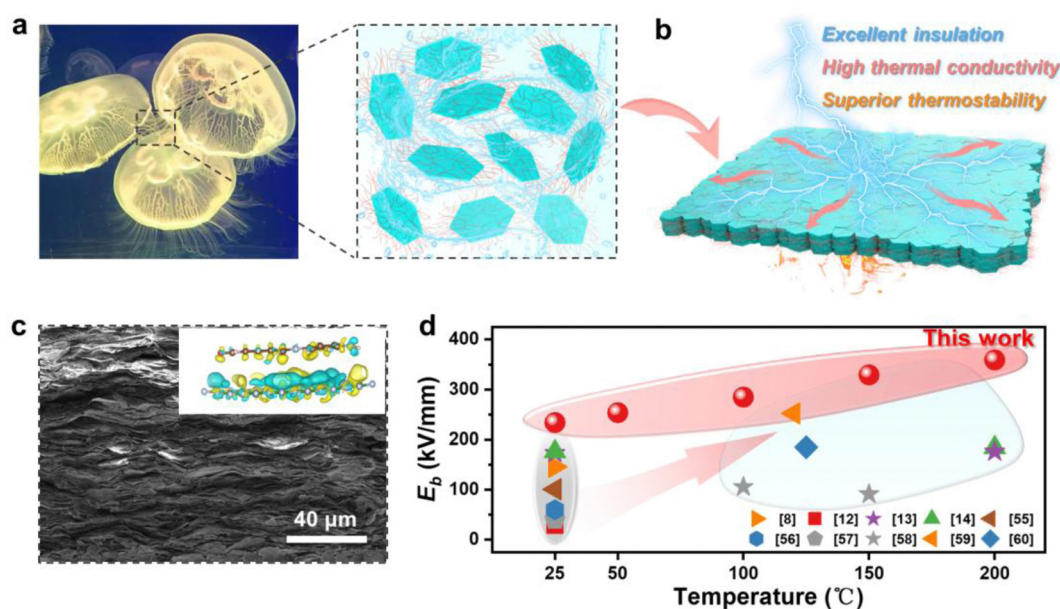 a
b
Excellent insulation
High thermal conductivity
Superior thermostability
c
40 μm
d
This work
400
300
200
100
0
E_b (kV/mm)
[8] [12] [13] [14] [55]
[56] [57] [58] [59] [60]
25 50 100 150 200
Temperature (℃)